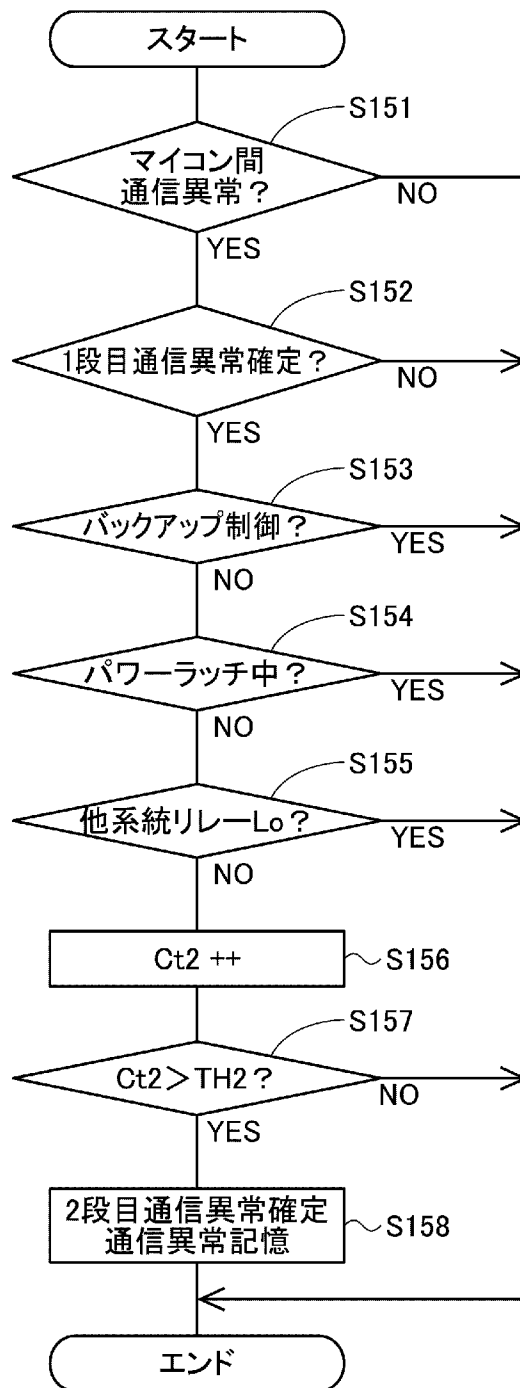 スタート
S151
マイコン間
通信異常？
NO
YES
S152
1段目通信異常確定？
NO
YES
S153
バックアップ制御？
YES
NO
S154
パワーラッチ中？
YES
NO
S155
他系統リレーLo？
YES
NO
Ct2 ++
S156
S157
Ct2＞TH2？
NO
YES
2段目通信異常確定
通信異常記憶
S158
エンド